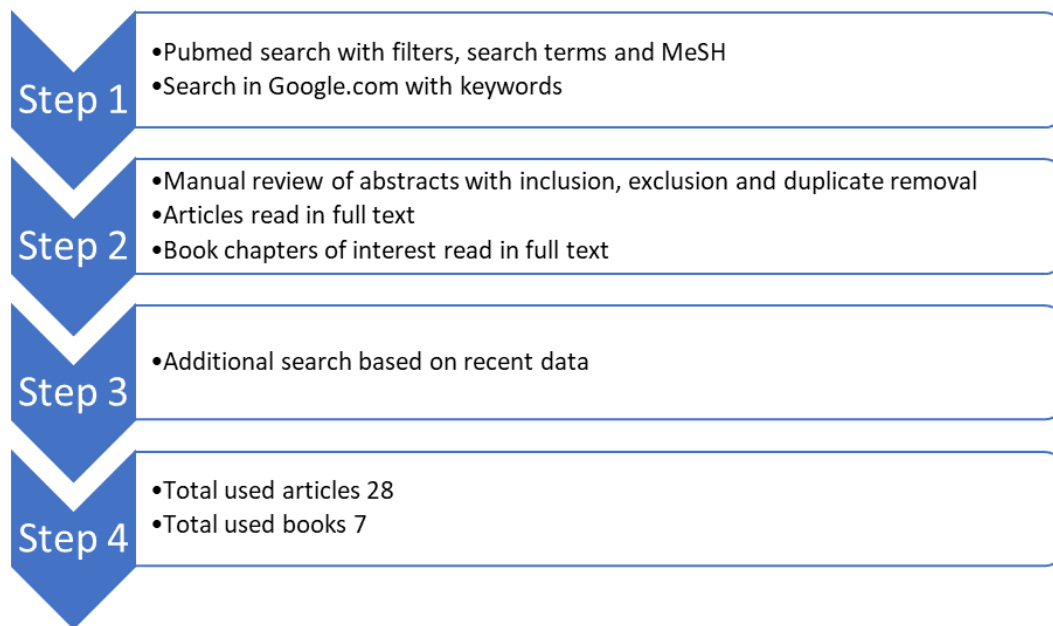 Step 1
•Pubmed search with filters, search terms and MeSH
•Search in Google.com with keywords
Step 2
•Manual review of abstracts with inclusion, exclusion and duplicate removal
•Articles read in full text
•Book chapters of interest read in full text
Step 3
•Additional search based on recent data
Step 4
•Total used articles 28
•Total used books 7